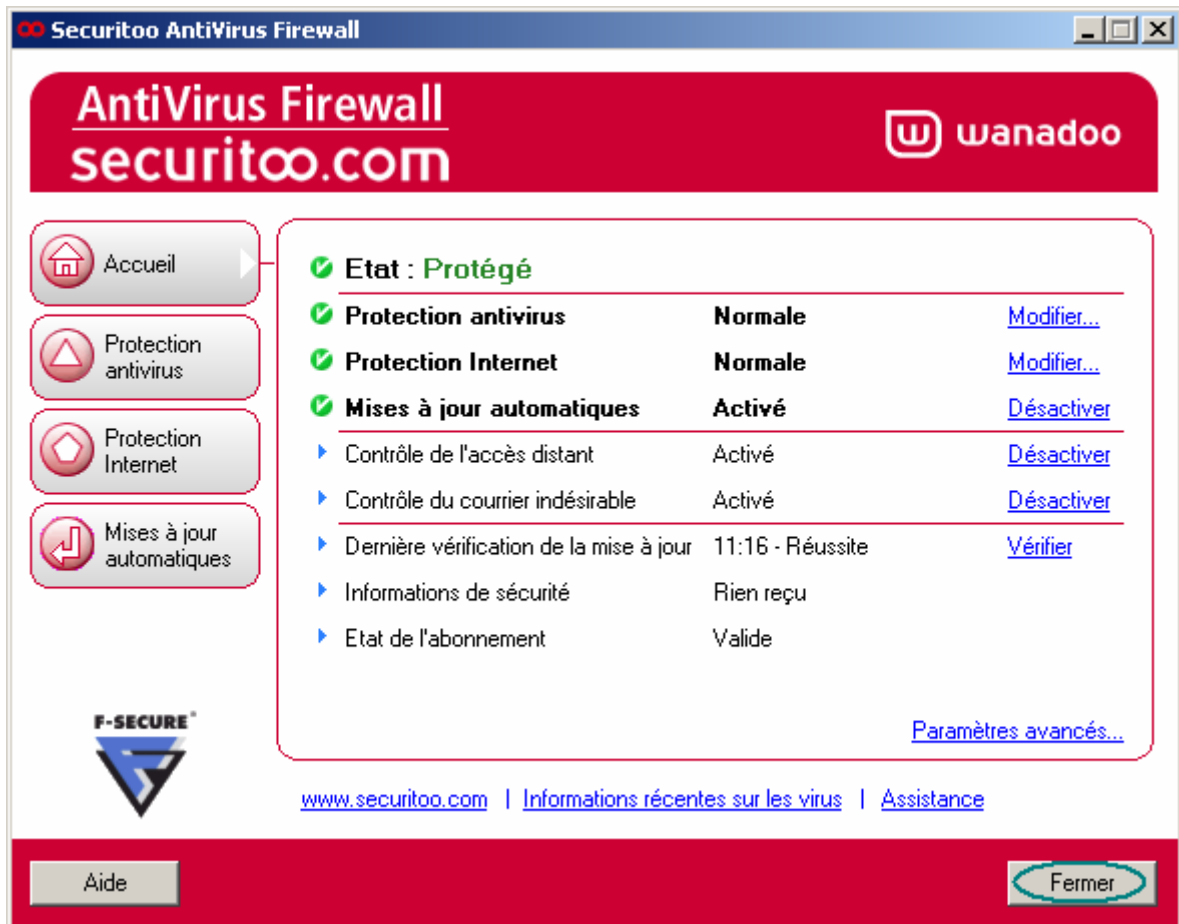 Securitoo AntiVirus Firewall
AntiVirus Firewall
securitoo.com
wanadoo
Accueil
Protection
antivirus
Protection
Internet
Mises à jour
automatiques
F-SECURE
Etat : Protégé
Protection antivirus Normale Modifier...
Protection Internet Normale Modifier...
Mises à jour automatiques Activé Désactiver
Contrôle de l'accès distant Activé Désactiver
Contrôle du courrier indésirable Activé Désactiver
Dernière vérification de la mise à jour 11:16 - Réussite Vérifier
Informations de sécurité Rien reçu
Etat de l'abonnement Valide
Paramètres avancés...
www.securitoo.com | Informations récentes sur les virus | Assistance
Aide
Fermer